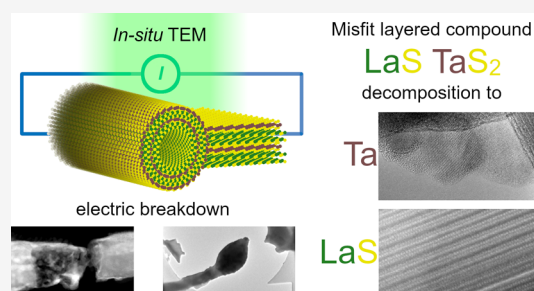 In-situ TEM
I
electric breakdown
Misfit layered compound
LaS TaS₂
decomposition to
Ta
LaS